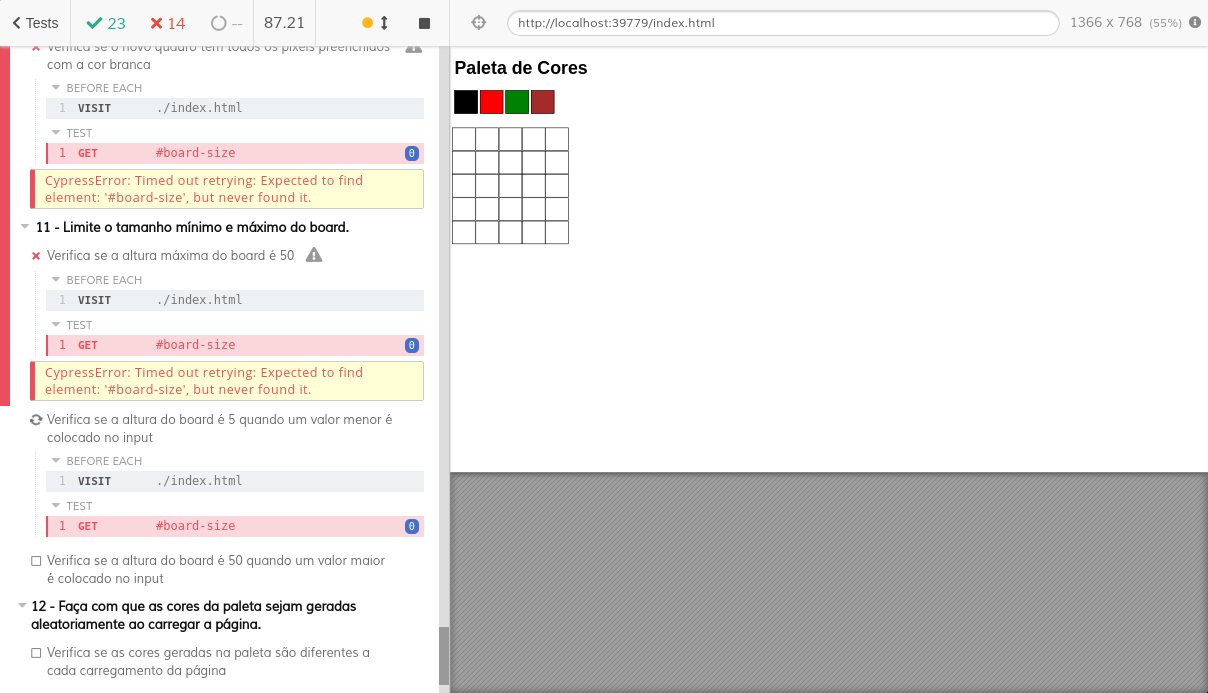 Tests 23 14 -- 87.21 http://localhost:39779/index.html 1366 x 768 (55%)
Verifica se o novo quadro tem todos os pixels preenchidos
com a cor branca
BEFORE EACH
1 VISIT ./index.html
TEST
1 GET #board-size 0
CypressError: Timed out retrying: Expected to find
element: '#board-size', but never found it.
11 - Limite o tamanho mínimo e máximo do board.
Verifica se a altura máxima do board é 50
BEFORE EACH
1 VISIT ./index.html
TEST
1 GET #board-size 0
CypressError: Timed out retrying: Expected to find
element: '#board-size', but never found it.
Verifica se a altura do board é 5 quando um valor menor é
colocado no input
BEFORE EACH
1 VISIT ./index.html
TEST
1 GET #board-size 0
Verifica se a altura do board é 50 quando um valor maior
é colocado no input
12 - Faça com que as cores da paleta sejam geradas
aleatoriamente ao carregar a página.
Verifica se as cores geradas na paleta são diferentes a
cada carregamento da página
Paleta de Cores